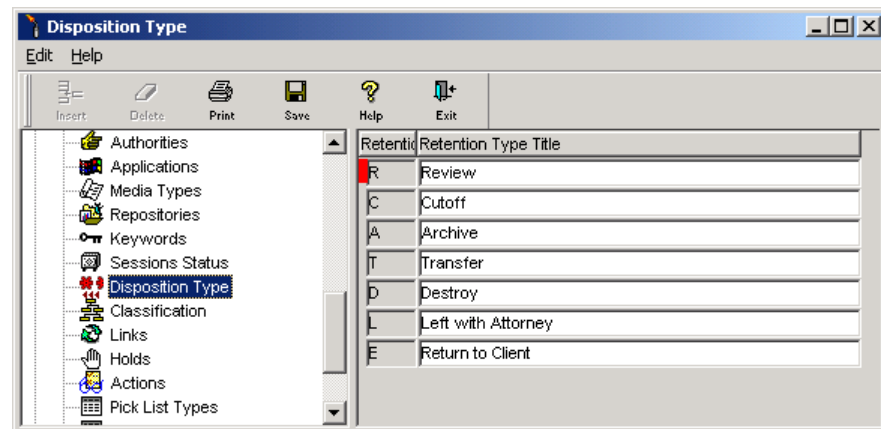 Disposition Type
Edit Help
Insert Delete Print Save Help Exit
Authorities
Applications
Media Types
Repositories
Keywords
Sessions Status
Disposition Type
Classification
Links
Holds
Actions
Pick List Types
Retentic Retention Type Title
R Review
C Cutoff
A Archive
T Transfer
D Destroy
L Left with Attorney
E Return to Client